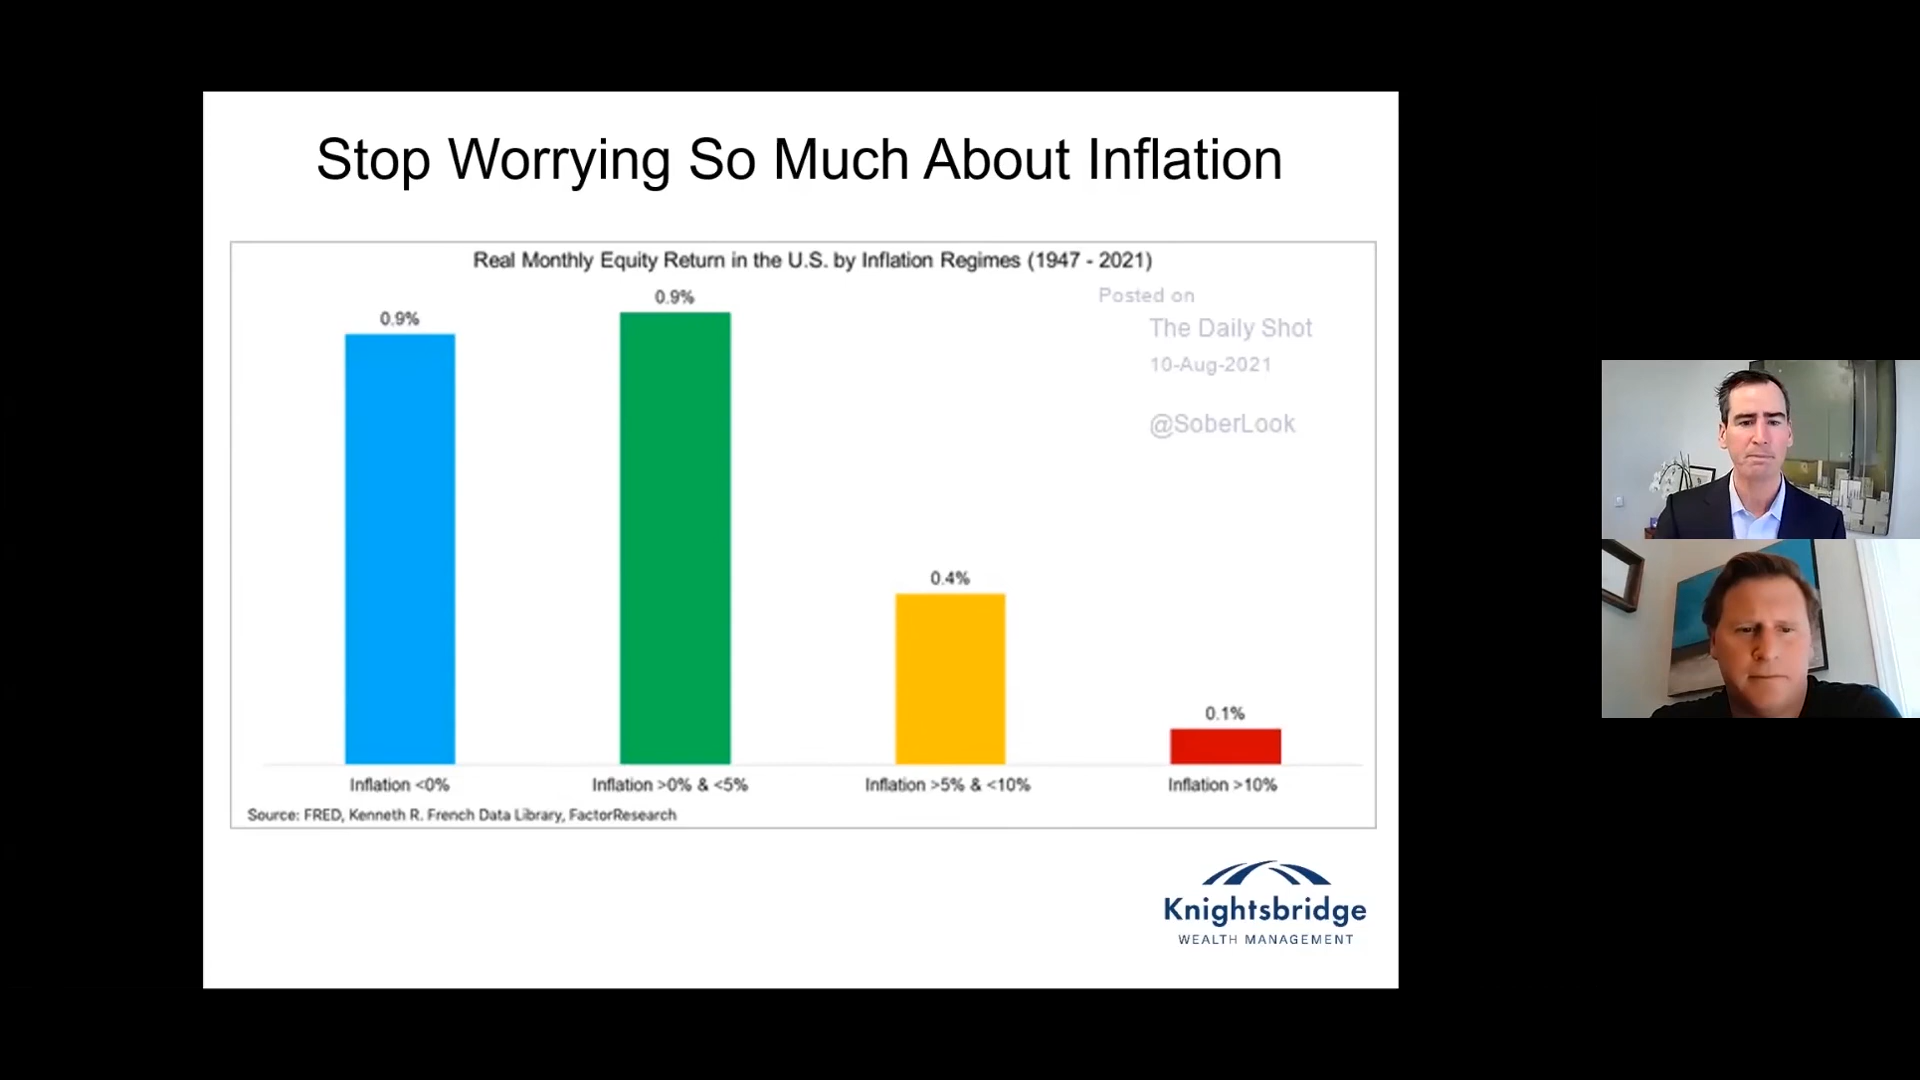 Stop Worrying So Much About Inflation
Real Monthly Equity Return in the U.S. by Inflation Regimes (1947 - 2021)
Posted on
The Daily Shot
10-Aug-2021
@SoberLook
0.9%
0.9%
0.4%
0.1%
Inflation <0%
Inflation >0% & <5%
Inflation >5% & <10%
Inflation >10%
Source: FRED, Kenneth R. French Data Library, FactorResearch
Knightsbridge
WEALTH MANAGEMENT